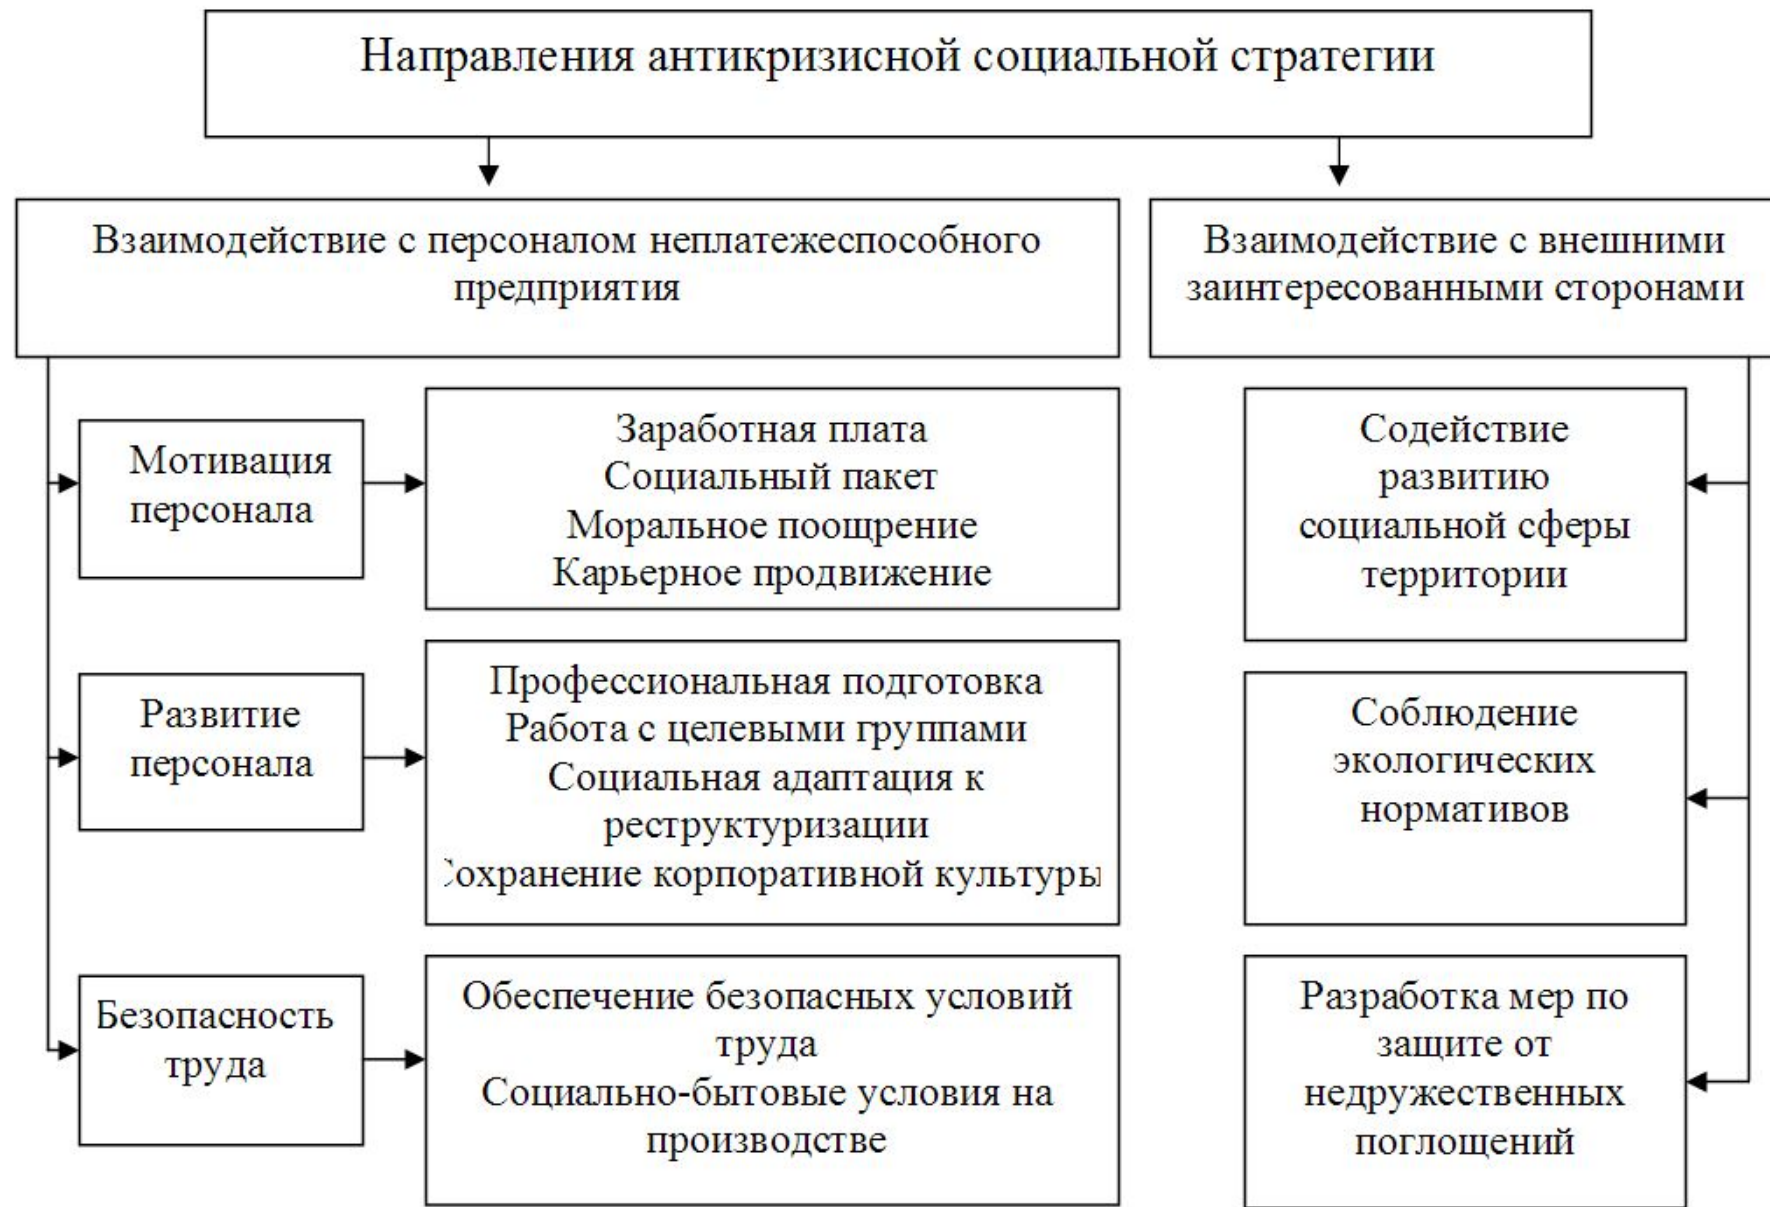 Направления антикризисной социальной стратегии
Взаимодействие с персоналом неплатежеспособного
предприятия
Взаимодействие с внешними
заинтересованными сторонами
Мотивация
персонала
Заработная плата
Социальный пакет
Моральное поощрение
Карьерное продвижение
Содействие
развитию
социальной сферы
территории
Развитие
персонала
Профессиональная подготовка
Работа с целевыми группами
Социальная адаптация к
реструктуризации
Сохранение корпоративной культуры
Соблюдение
экологических
нормативов
Безопасность
труда
Обеспечение безопасных условий
труда
Социально-бытовые условия на
производстве
Разработка мер по
защите от
недружественных
поглощений